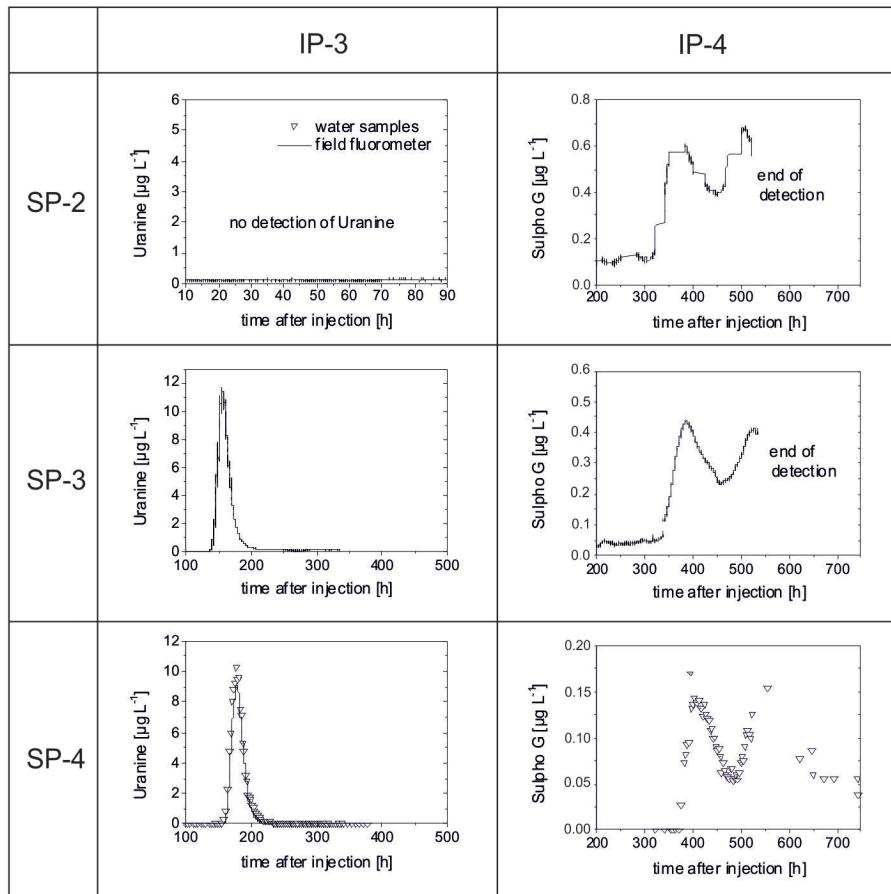 IP-3
IP-4
SP-2
Uranine [µg L⁻¹]
6
5
4
3
2
1
0
water samples
field fluorometer
no detection of Uranine
10 20 30 40 50 60 70 80 90
time after injection [h]
Sulpho G [µg L⁻¹]
0.8
0.6
0.4
0.2
0.0
end of
detection
200 300 400 500 600 700
time after injection [h]
SP-3
Uranine [µg L⁻¹]
12
10
8
6
4
2
0
100 200 300 400 500
time after injection [h]
Sulpho G [µg L⁻¹]
0.6
0.5
0.4
0.3
0.2
0.1
0.0
end of
detection
200 300 400 500 600 700
time after injection [h]
SP-4
Uranine [µg L⁻¹]
12
10
8
6
4
2
0
100 200 300 400 500
time after injection [h]
Sulpho G [µg L⁻¹]
0.20
0.15
0.10
0.05
0.00
200 300 400 500 600 700
time after injection [h]